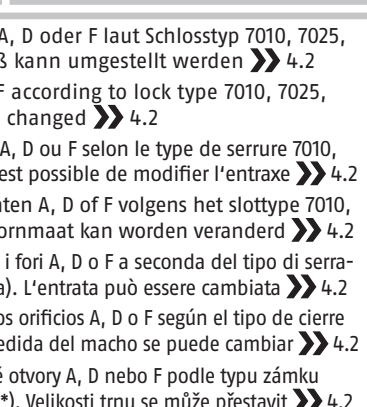 A, D oder F laut Schlosstyp 7010, 7025,
kann umgestellt werden ❯❯ 4.2
F according to lock type 7010, 7025,
changed ❯❯ 4.2
A, D ou F selon le type de serrure 7010,
est possible de modifier l'entraxe ❯❯ 4.2
A, D of F volgens het slottype 7010,
kan worden veranderd ❯❯ 4.2
i fori A, D o F a seconda del tipo di serra-
a). L'entrata può essere cambiata ❯❯ 4.2
os orificios A, D o F según el tipo de cierre
edida del macho se puede cambiar ❯❯ 4.2
otvory A, D nebo F podle typu zámku
*). Velikosti trnu se může přestavit ❯❯ 4.2